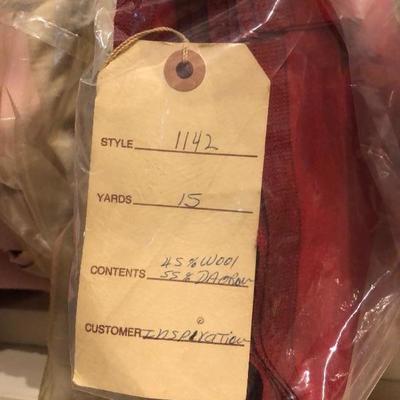 STYLE 1142
YARDS 15
CONTENTS 45% WOOl
55% DACRON
CUSTOMER INSPIRATION